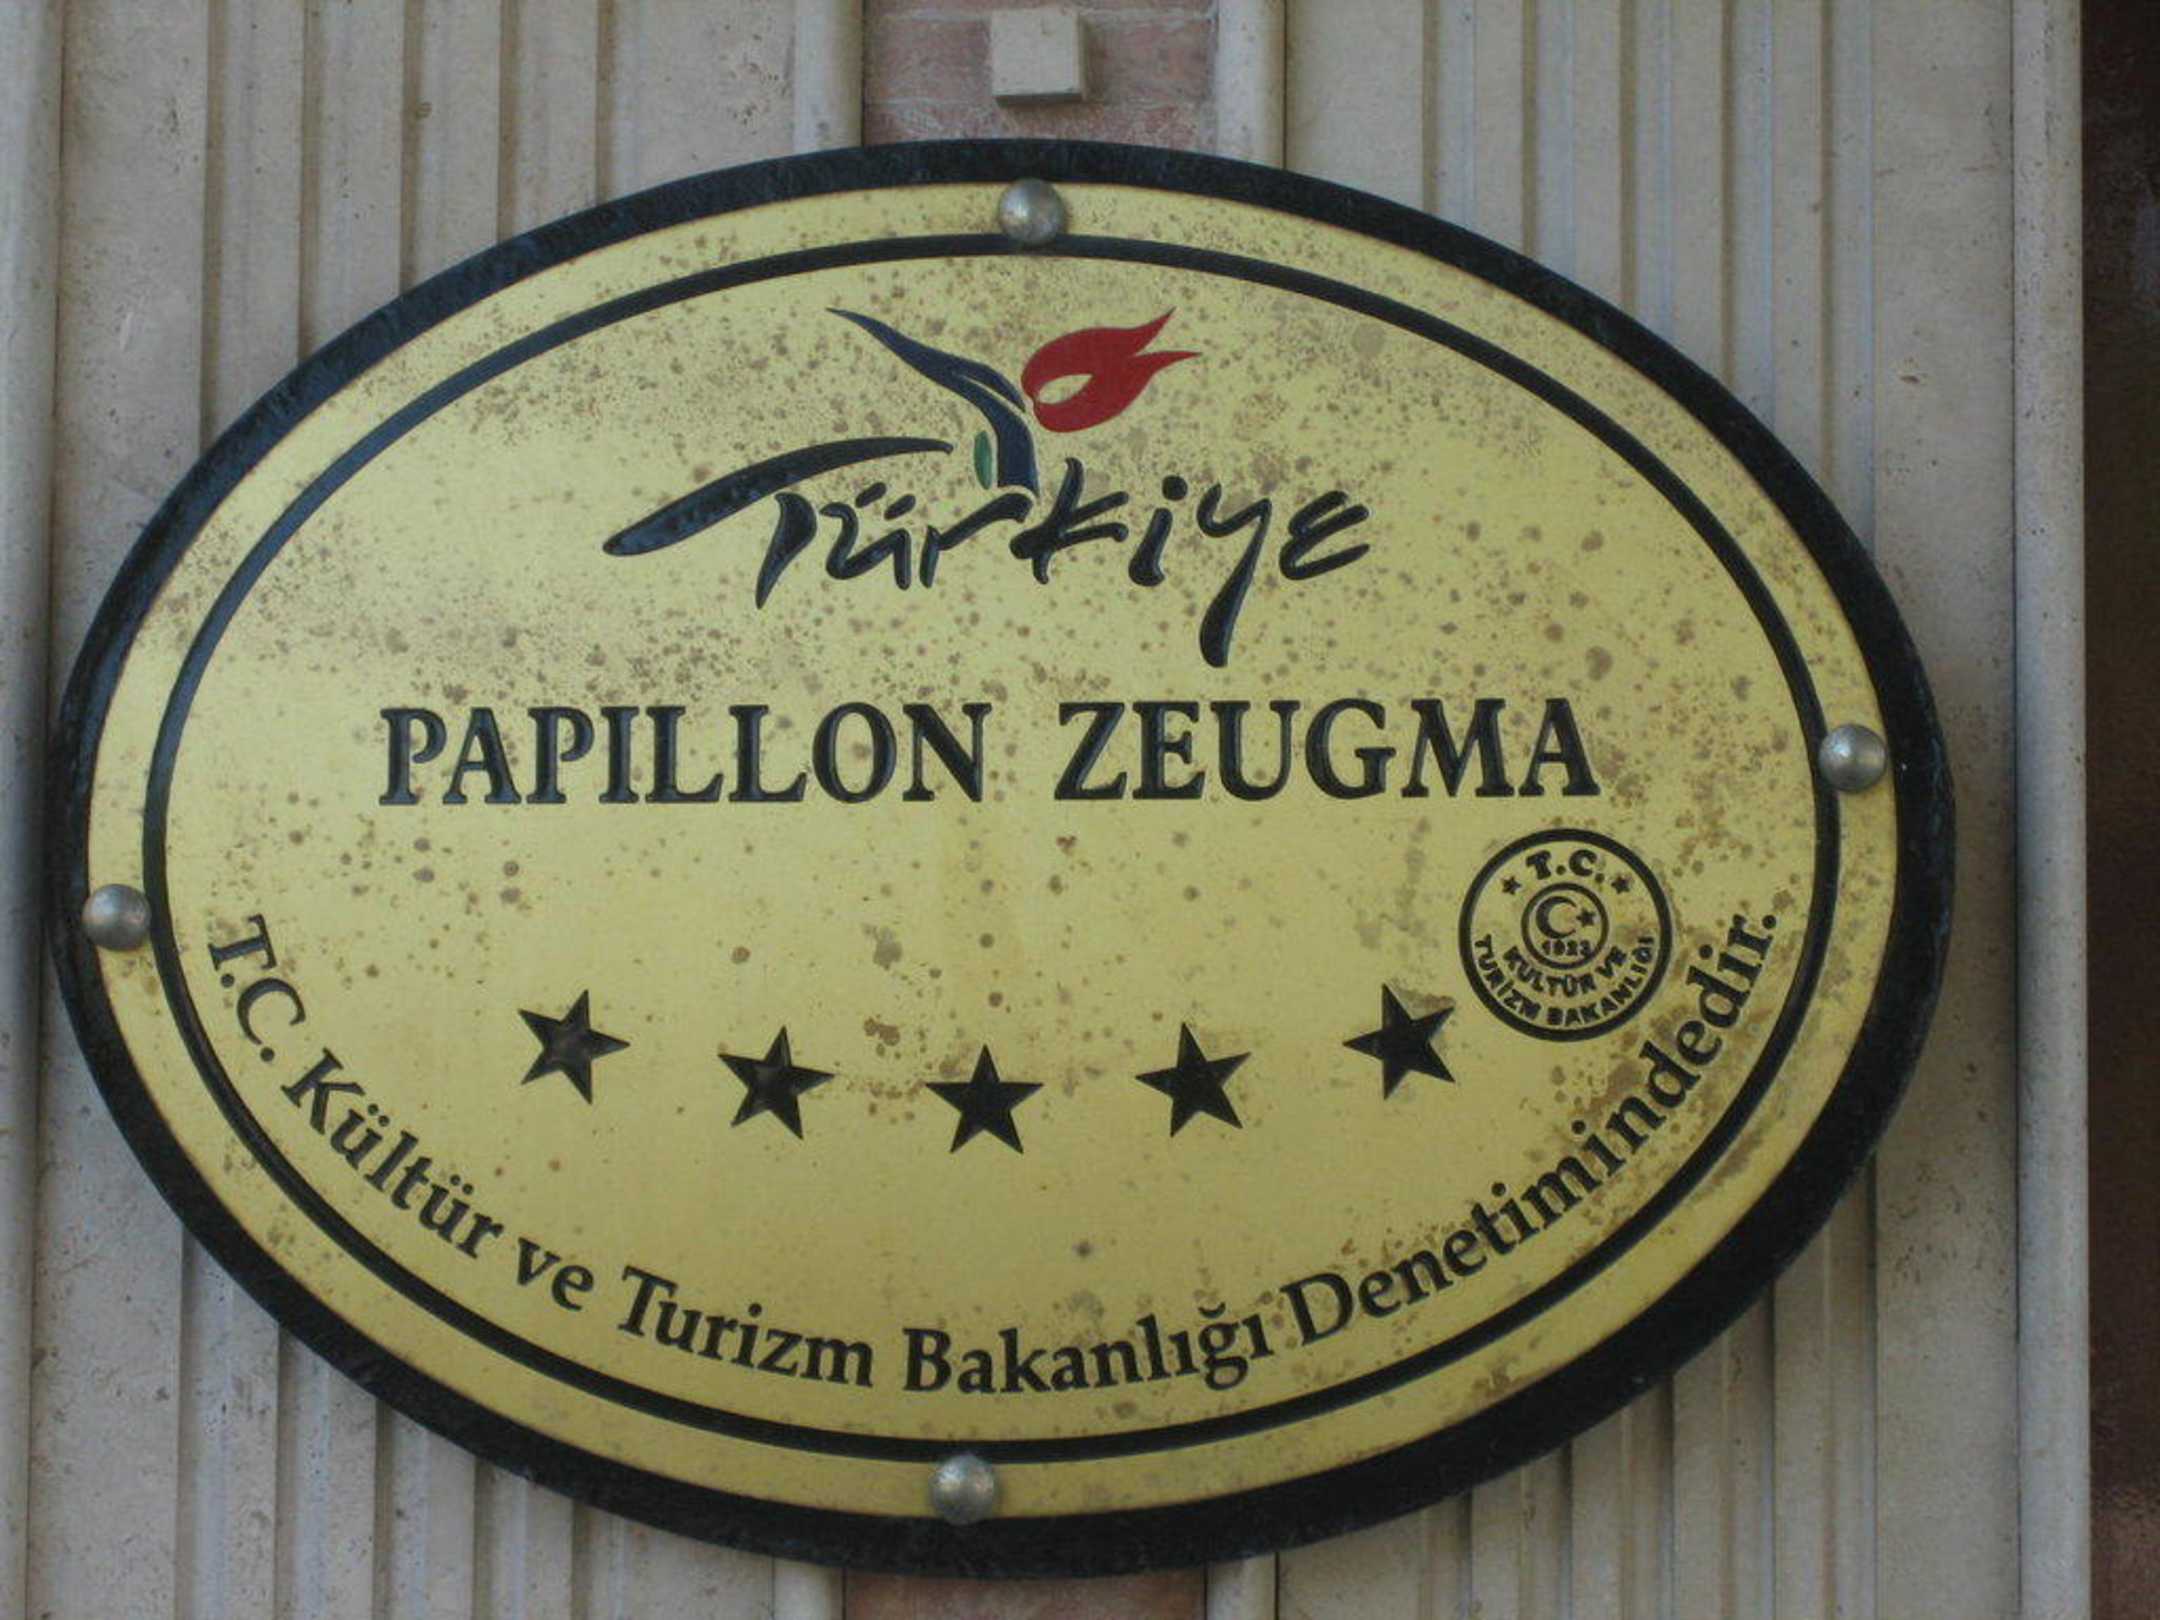 Türkiye
PAPILLON ZEUGMA
T.C.
1923
KÜLTÜR VE
TURİZM BAKANLIĞI
T.C. Kültür ve Turizm Bakanlığı Denetimindedir.